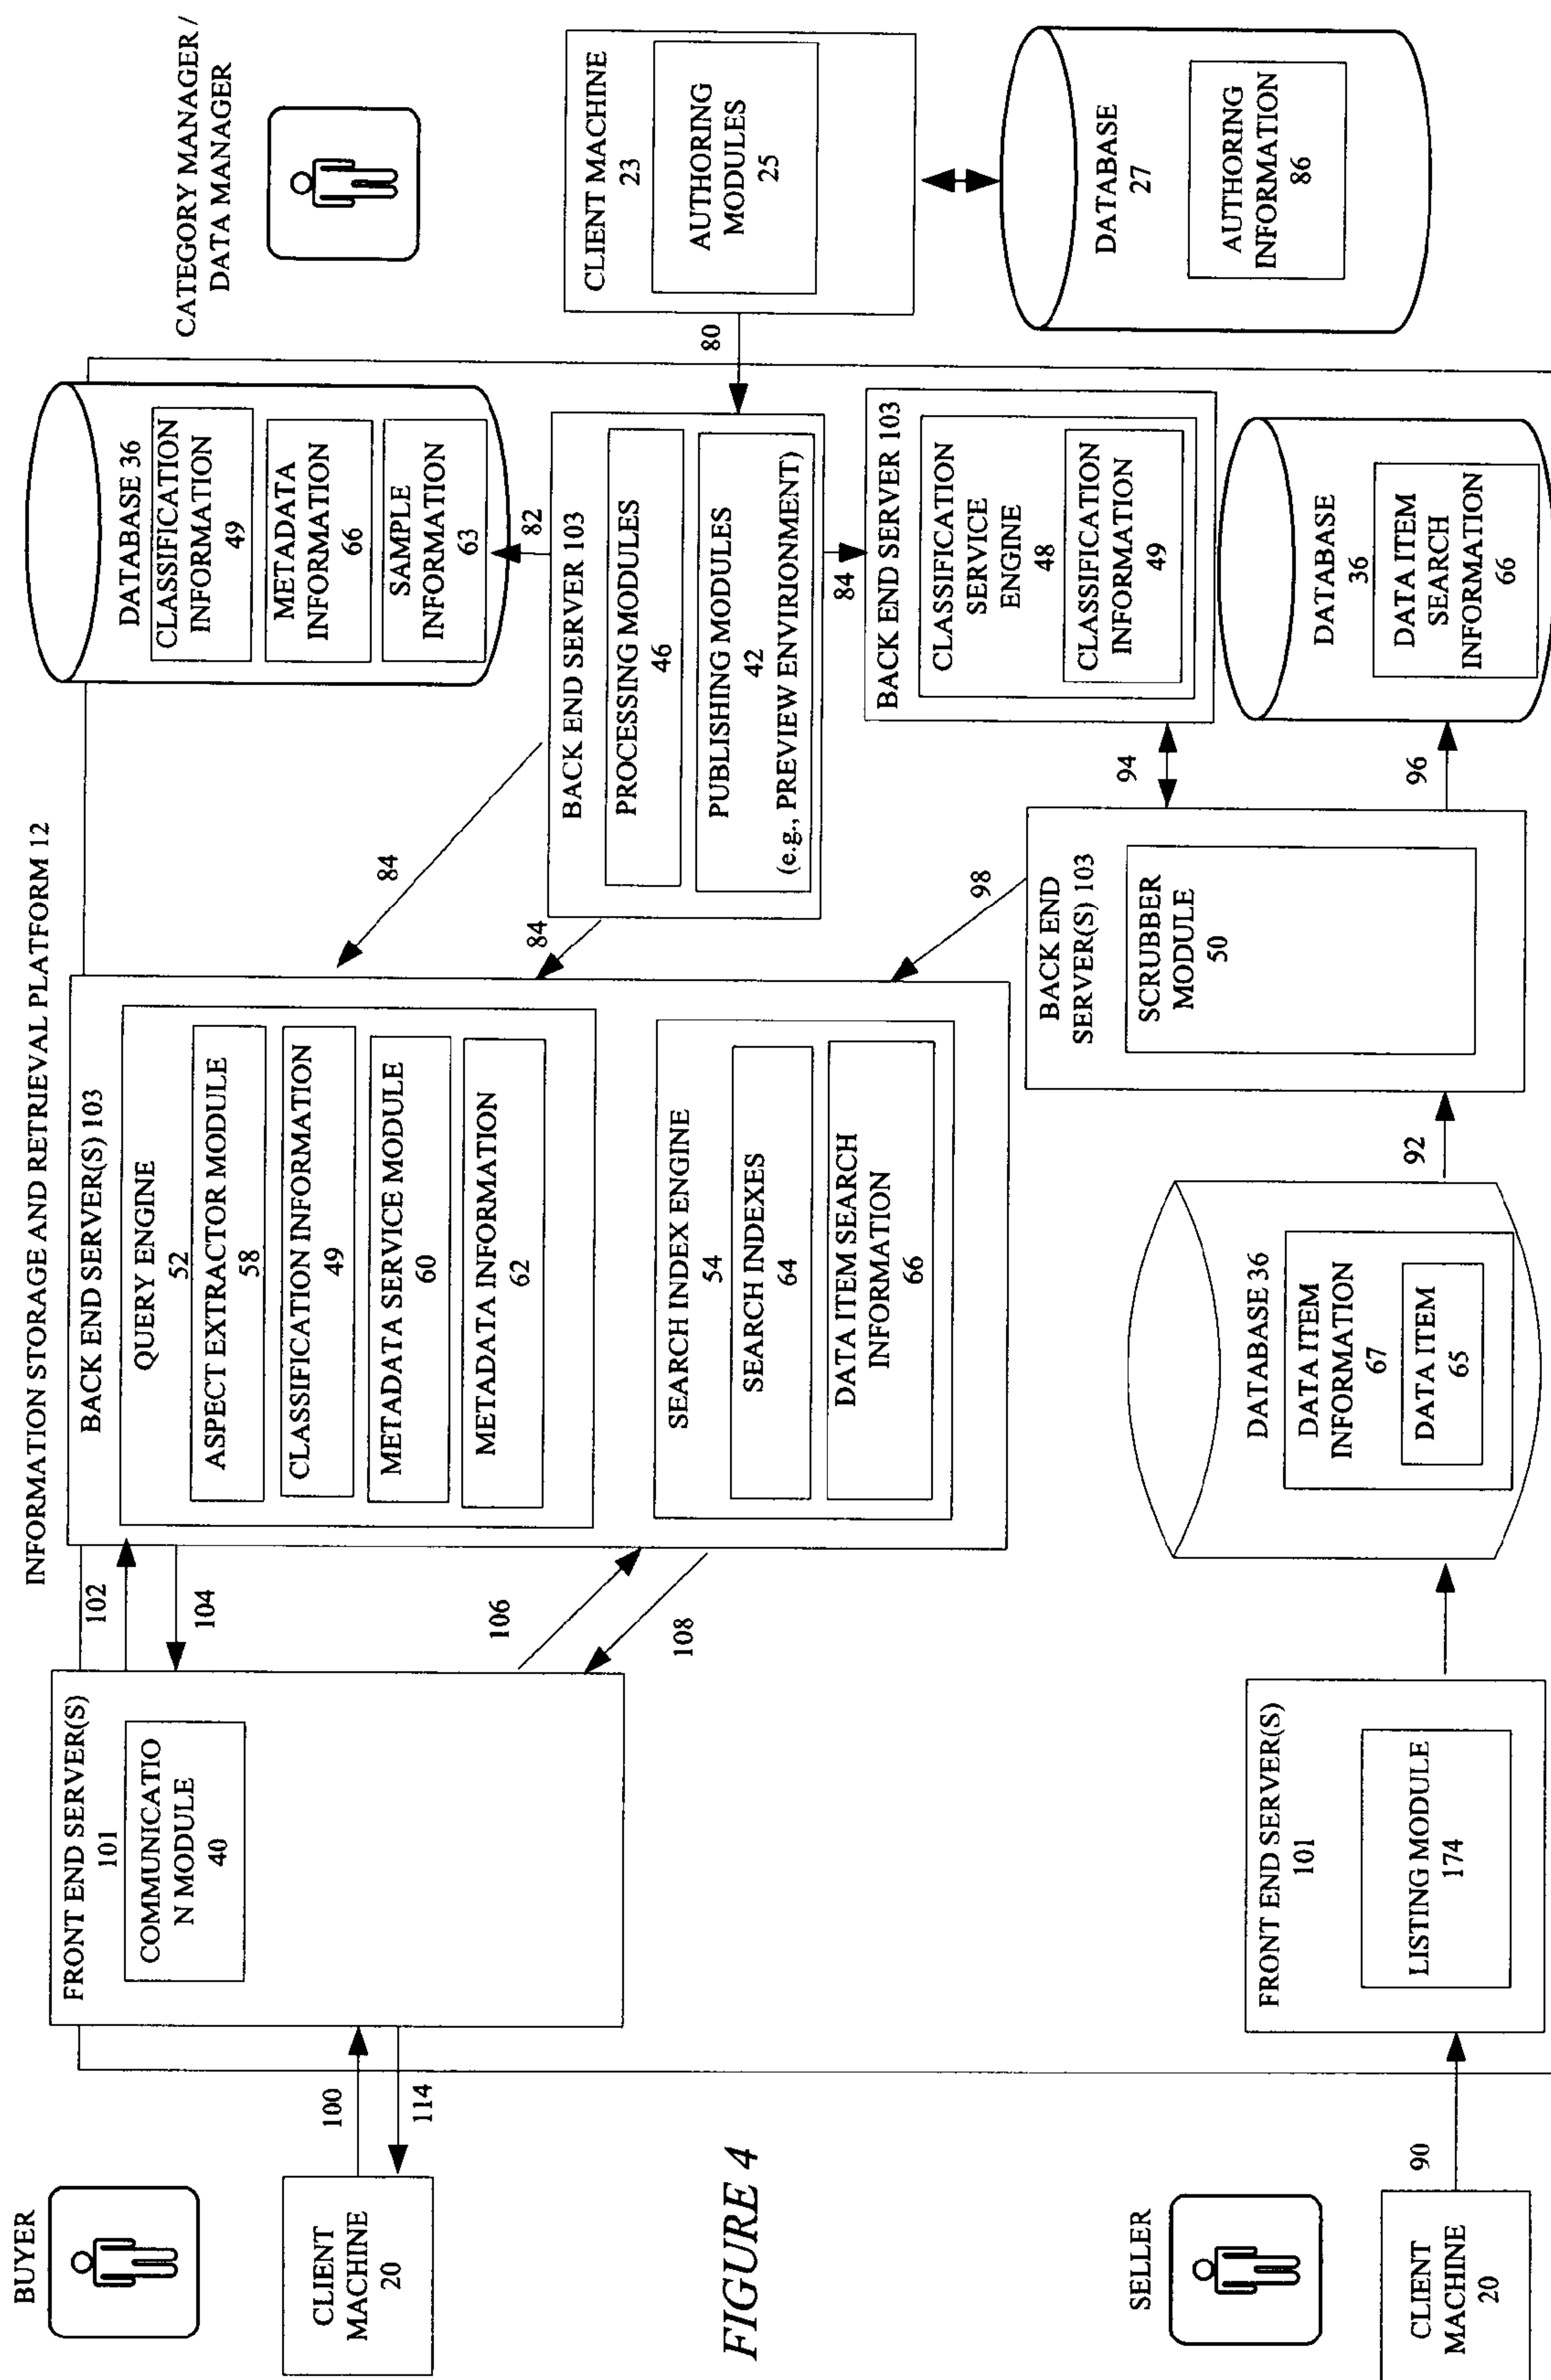 INFORMATION STORAGE AND RETRIEVAL PLATFORM 12
BUYER
CLIENT
MACHINE
20
100
114
FRONT END SERVER(S)
101
COMMUNICATIO
N MODULE
40
102
104
106
108
BACK END SERVER(S) 103
QUERY ENGINE
52
ASPECT EXTRACTOR MODULE
58
CLASSIFICATION INFORMATION
49
METADATA SERVICE MODULE
60
METADATA INFORMATION
62
SEARCH INDEX ENGINE
54
SEARCH INDEXES
64
DATA ITEM SEARCH
INFORMATION
66
84
84
98
DATABASE 36
CLASSIFICATION
INFORMATION
49
METADATA
INFORMATION
66
SAMPLE
INFORMATION
63
82
BACK END SERVER 103
PROCESSING MODULES
46
PUBLISHING MODULES
42
(e.g., PREVIEW ENVIRIONMENT)
84
BACK END SERVER 103
CLASSIFICATION
SERVICE
ENGINE
48
CLASSIFICATION
INFORMATION
49
DATABASE
36
DATA ITEM
SEARCH
INFORMATION
66
94
96
CATEGORY MANAGER /
DATA MANAGER
CLIENT MACHINE
23
AUTHORING
MODULES
25
80
DATABASE
27
AUTHORING
INFORMATION
86
FIGURE 4
SELLER
CLIENT
MACHINE
20
90
FRONT END SERVER(S)
101
LISTING MODULE
174
DATABASE 36
DATA ITEM
INFORMATION
67
DATA ITEM
65
92
BACK END
SERVER(S) 103
SCRUBBER
MODULE
50